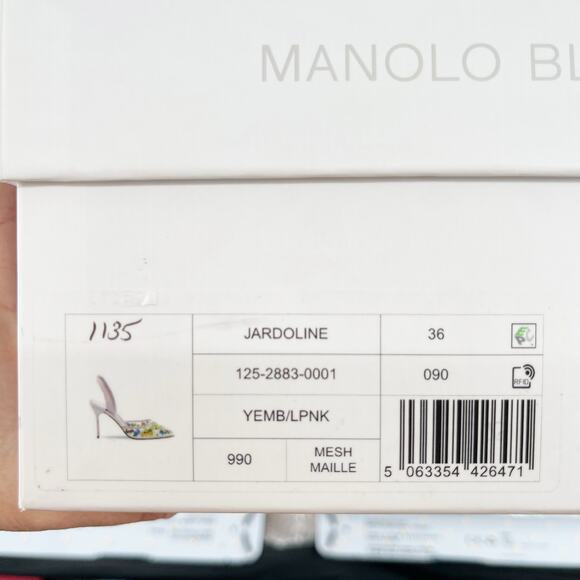 MANOLO BL
1135
JARDOLINE
36
125-2883-0001
090
RFID
YEMB/LPNK
990
MESH
MAILLE
5 063354 426471